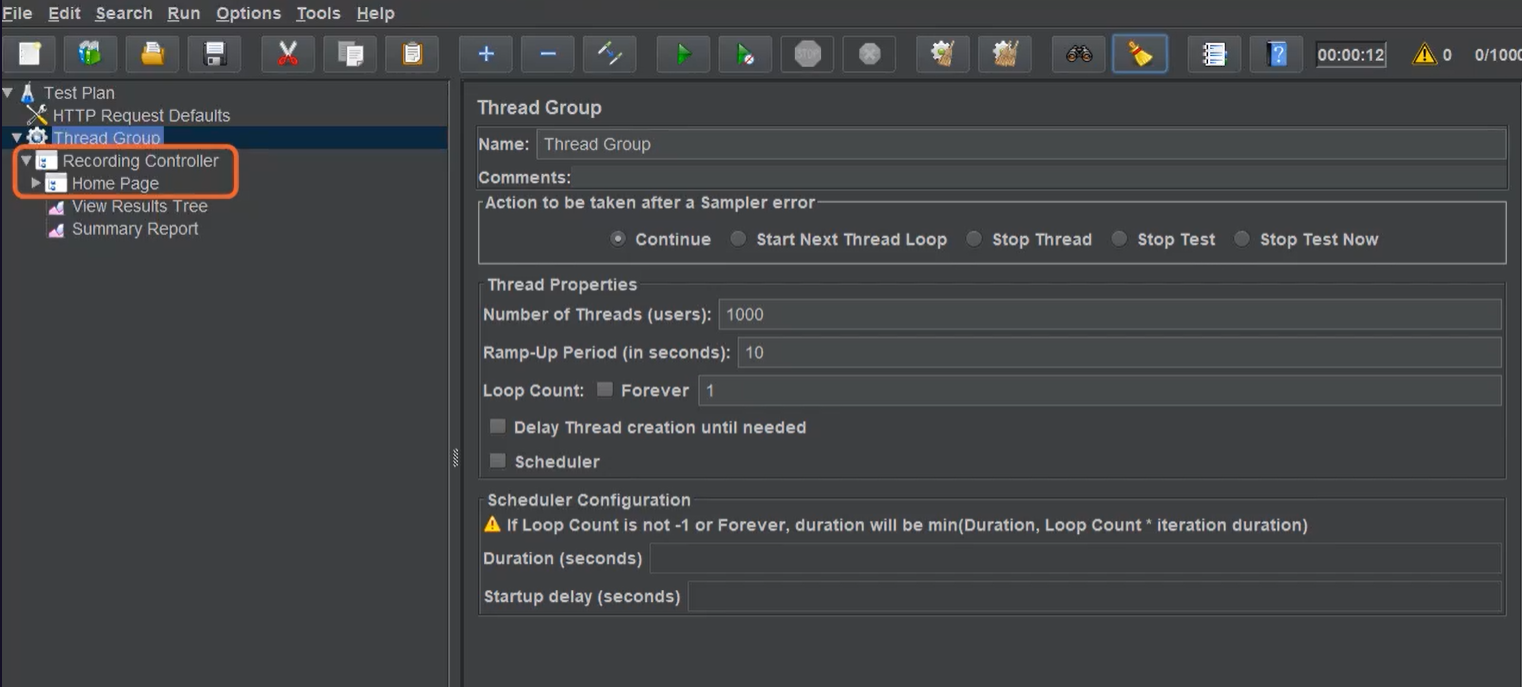 File Edit Search Run Options Tools Help
STOP
00:00:12 0 0/1000
Test Plan
HTTP Request Defaults
Thread Group
Recording Controller
Home Page
View Results Tree
Summary Report
Thread Group
Name: Thread Group
Comments:
Action to be taken after a Sampler error
Continue Start Next Thread Loop Stop Thread Stop Test Stop Test Now
Thread Properties
Number of Threads (users): 1000
Ramp-Up Period (in seconds): 10
Loop Count: Forever 1
Delay Thread creation until needed
Scheduler
Scheduler Configuration
If Loop Count is not -1 or Forever, duration will be min(Duration, Loop Count * iteration duration)
Duration (seconds)
Startup delay (seconds)